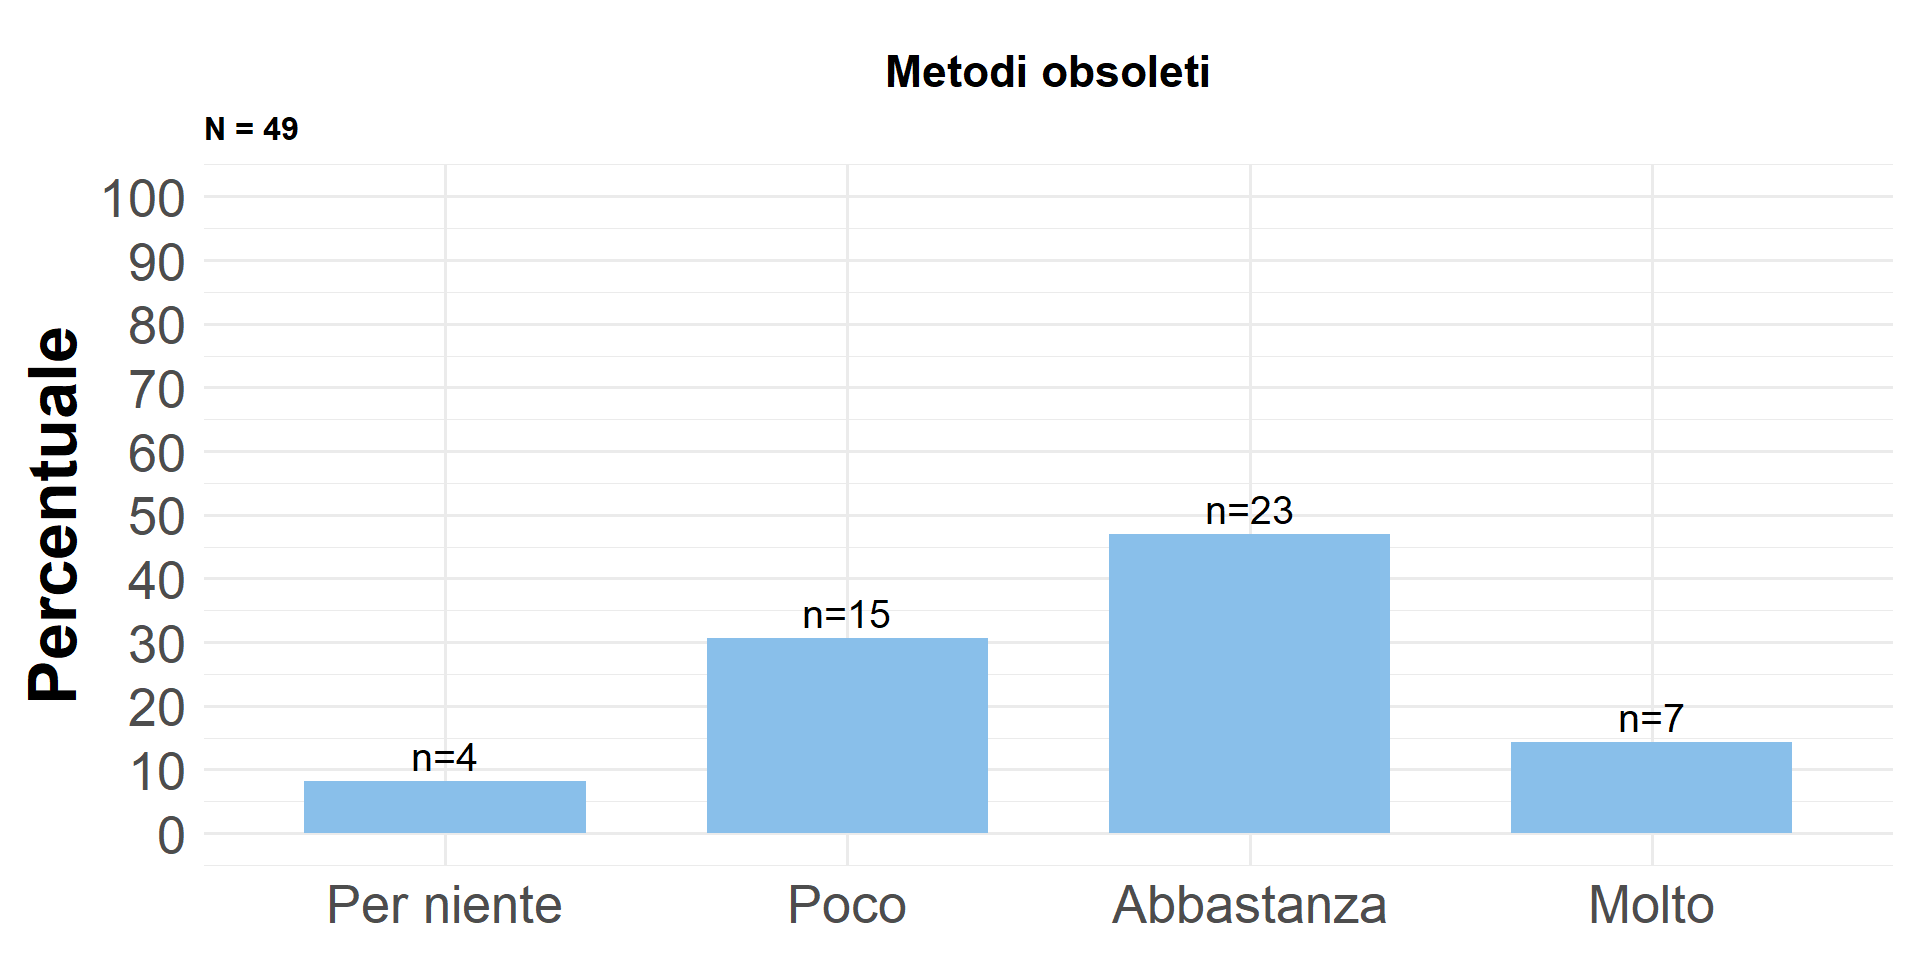 Metodi obsoleti
N = 49
Percentuale
100
90
80
70
60
50
40
30
20
10
0
n=4
n=15
n=23
n=7
Per niente
Poco
Abbastanza
Molto